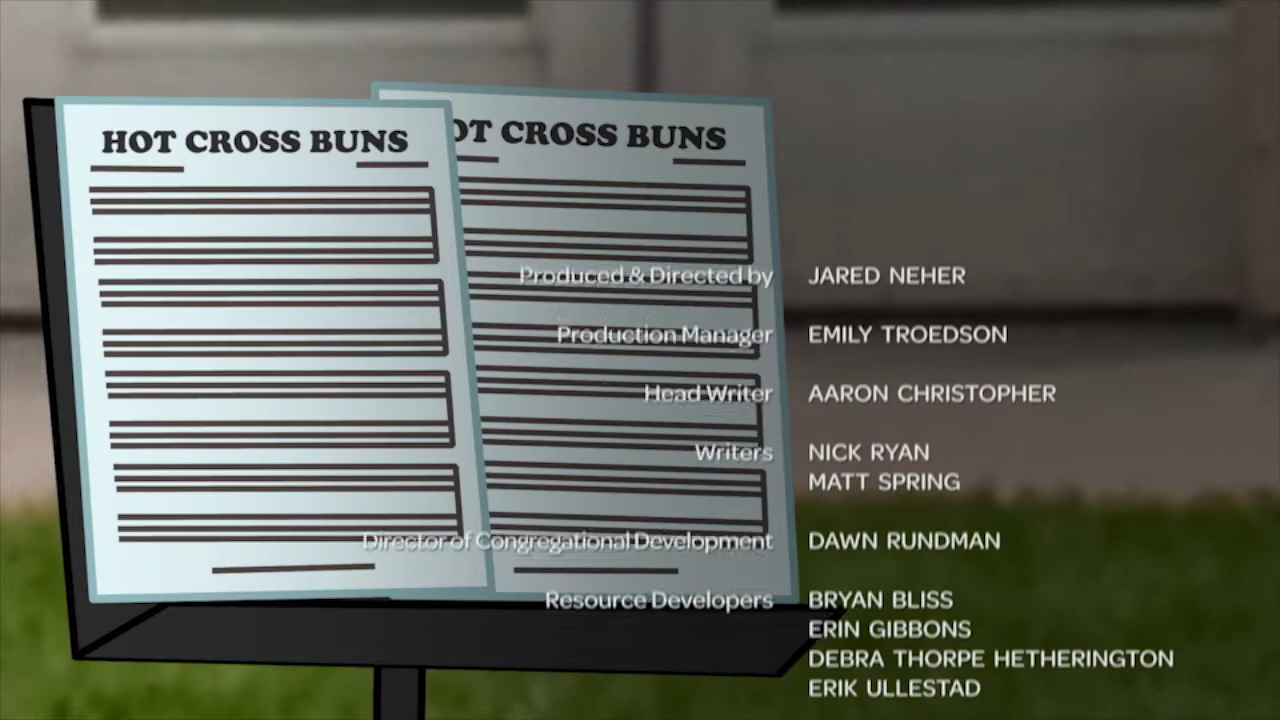 HOT CROSS BUNS
OT CROSS BUNS
Produced & Directed by JARED NEHER
Production Manager EMILY TROEDSON
Head Writer AARON CHRISTOPHER
Writers NICK RYAN
MATT SPRING
Director of Congregational Development DAWN RUNDMAN
Resource Developers BRYAN BLISS
ERIN GIBBONS
DEBRA THORPE HETHERINGTON
ERIK ULLESTAD